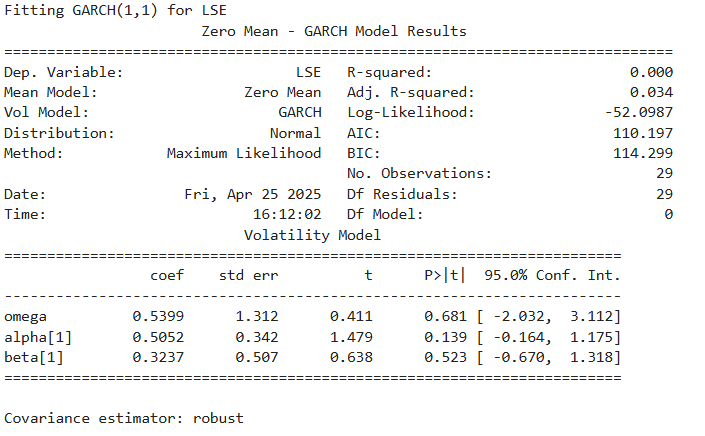 Fitting GARCH(1,1) for LSE
Zero Mean - GARCH Model Results
==============================================================================
Dep. Variable: LSE R-squared: 0.000
Mean Model: Zero Mean Adj. R-squared: 0.034
Vol Model: GARCH Log-Likelihood: -52.0987
Distribution: Normal AIC: 110.197
Method: Maximum Likelihood BIC: 114.299
No. Observations: 29
Date: Fri, Apr 25 2025 Df Residuals: 29
Time: 16:12:02 Df Model: 0
Volatility Model
========================================================================
coef std err t P>|t| 95.0% Conf. Int.
------------------------------------------------------------------------
omega 0.5399 1.312 0.411 0.681 [ -2.032, 3.112]
alpha[1] 0.5052 0.342 1.479 0.139 [ -0.164, 1.175]
beta[1] 0.3237 0.507 0.638 0.523 [ -0.670, 1.318]
========================================================================
Covariance estimator: robust